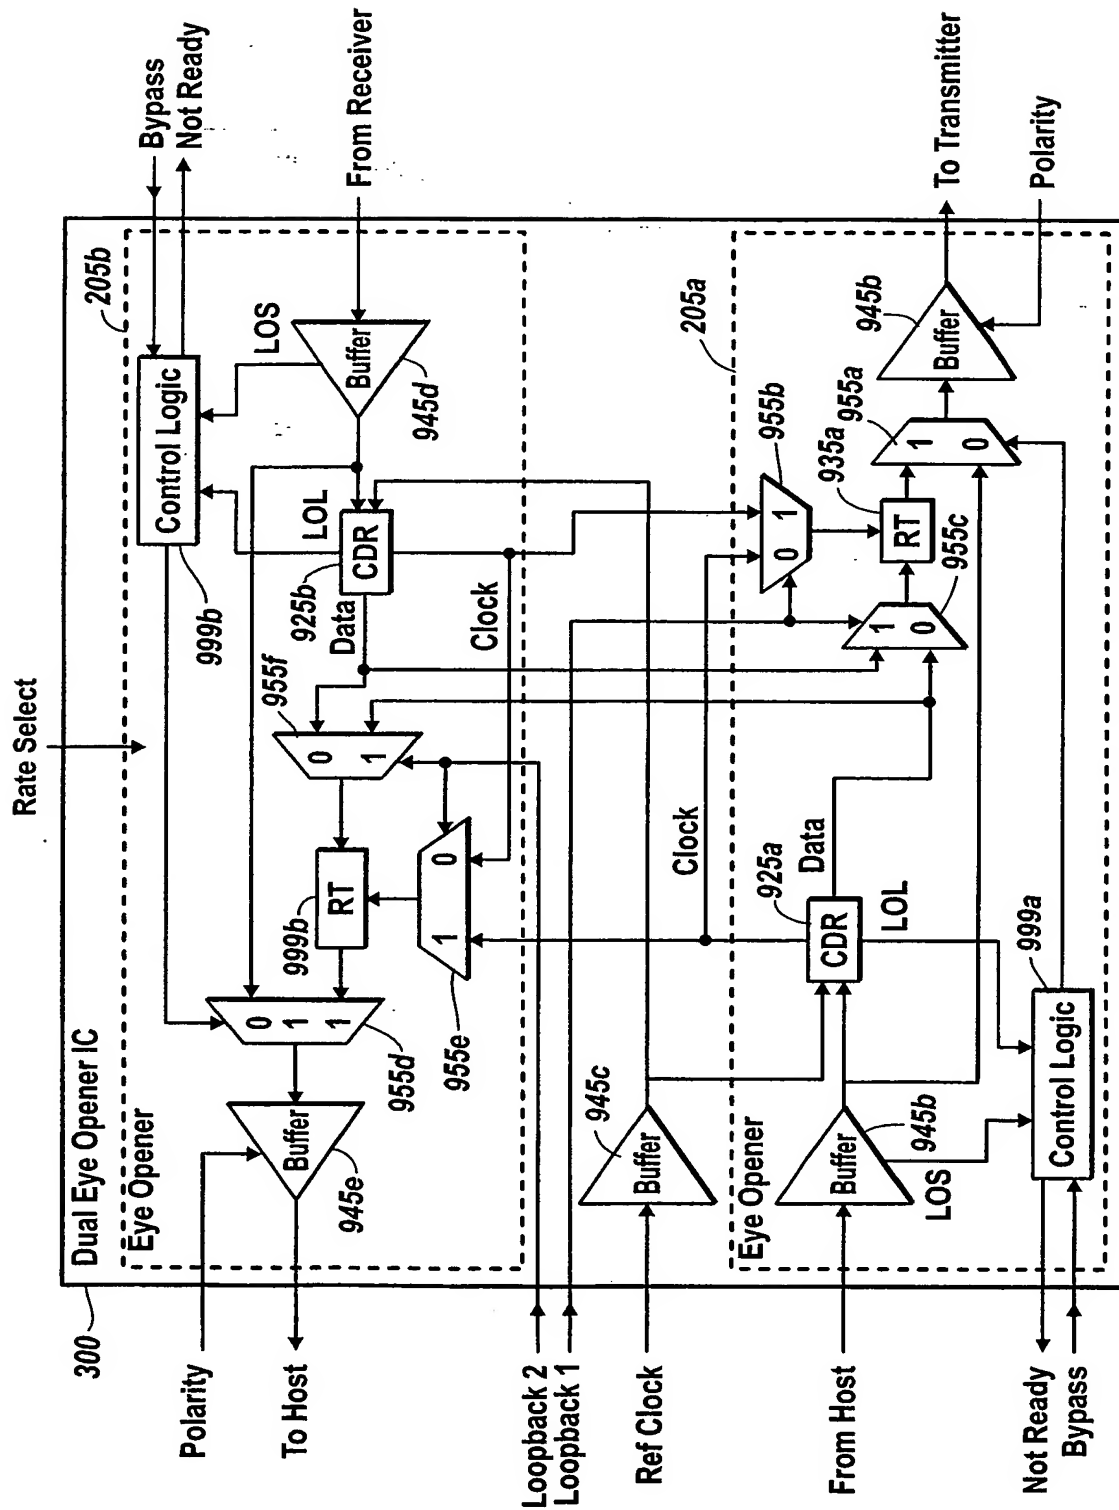 Rate Select
300
Dual Eye Opener IC
Eye Opener
205b
Bypass
Not Ready
Control Logic
999b
LOS
Buffer
945d
From Receiver
LOL
CDR
925b
Data
Clock
955f
0
1
RT
999b
1
0
955e
0
1
1
955d
Buffer
945e
Polarity
To Host
Loopback 2
Loopback 1
Ref Clock
Buffer
945c
Eye Opener
205a
From Host
Buffer
945b
LOS
CDR
925a
LOL
Data
Clock
Control Logic
999a
Not Ready
Bypass
0
1
955b
1
0
955c
RT
935a
1
0
955a
Buffer
945b
To Transmitter
Polarity